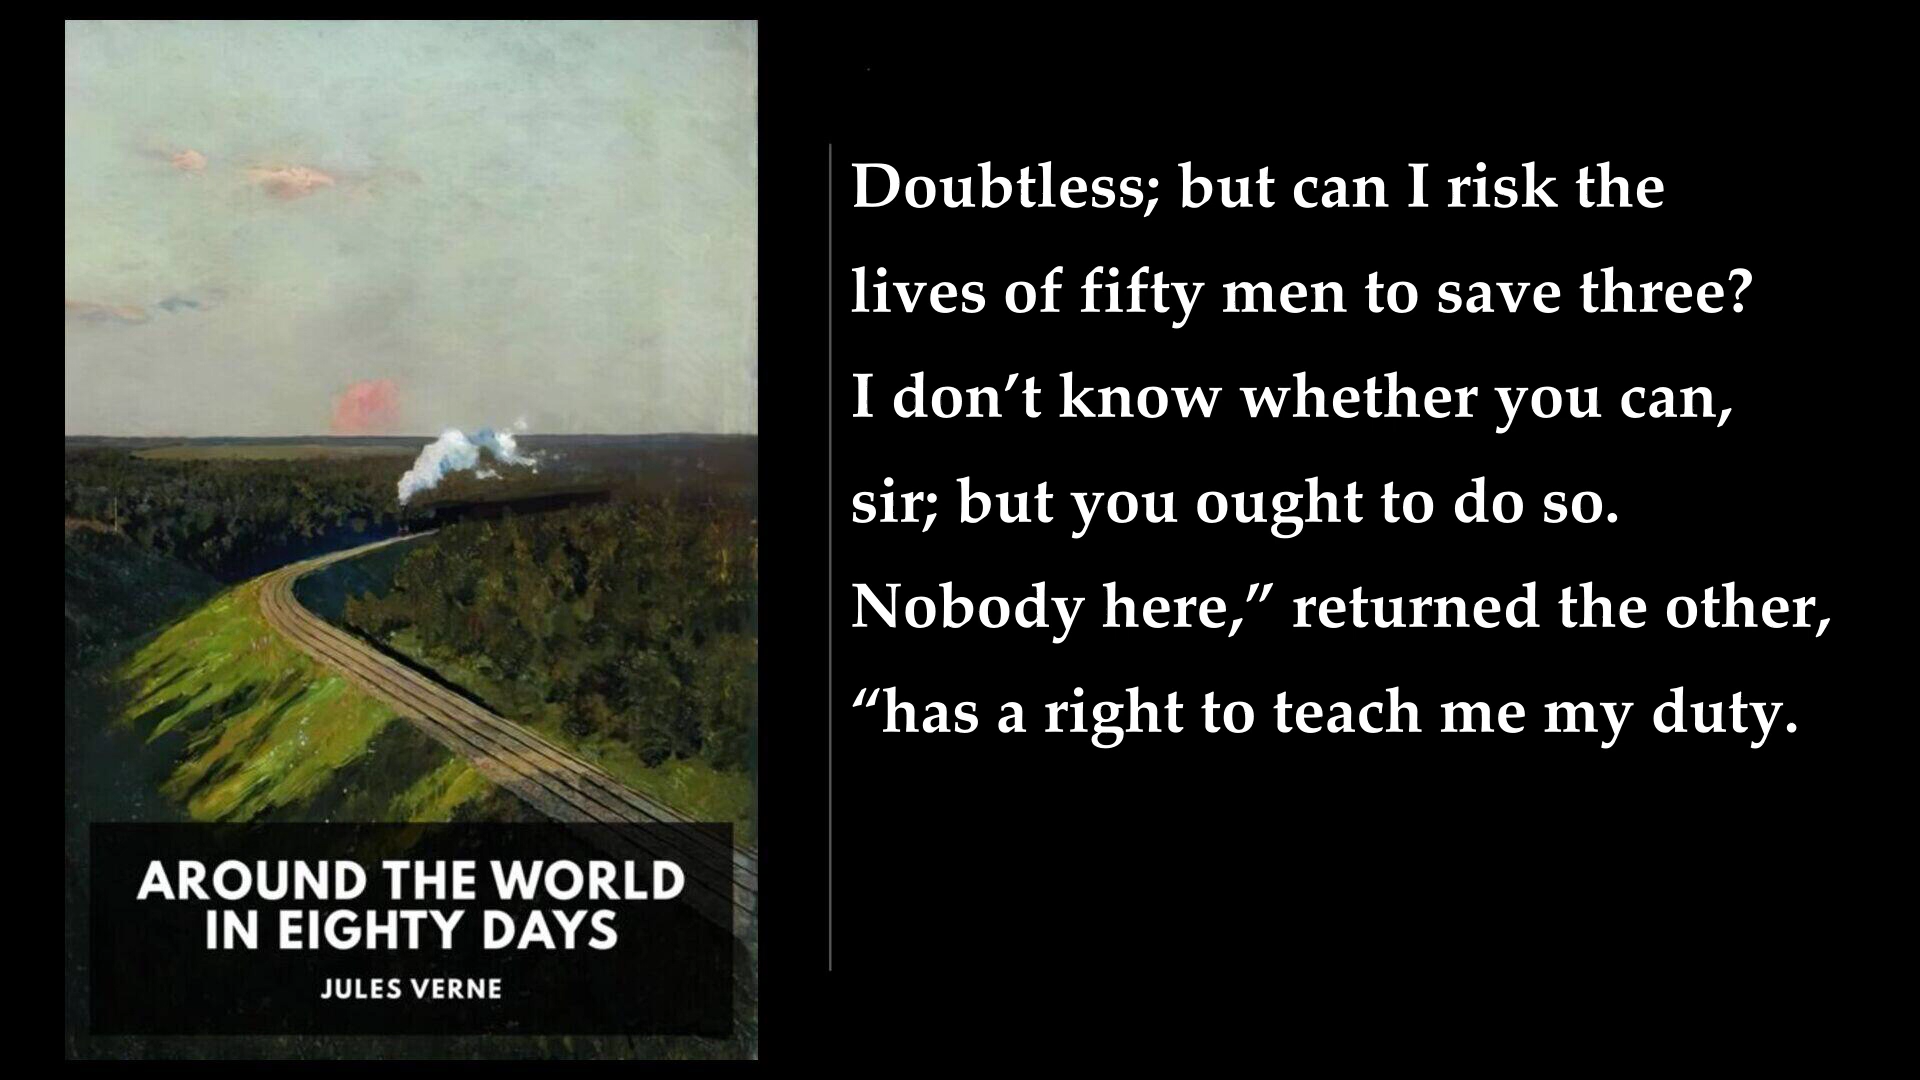 Doubtless; but can I risk the
lives of fifty men to save three?
I don’t know whether you can,
sir; but you ought to do so.
Nobody here,” returned the other,
“has a right to teach me my duty.
AROUND THE WORLD
IN EIGHTY DAYS
JULES VERNE